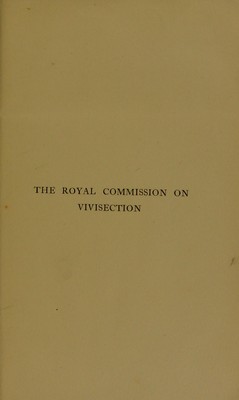 THE ROYAL COMMISSION ON
VIVISECTION